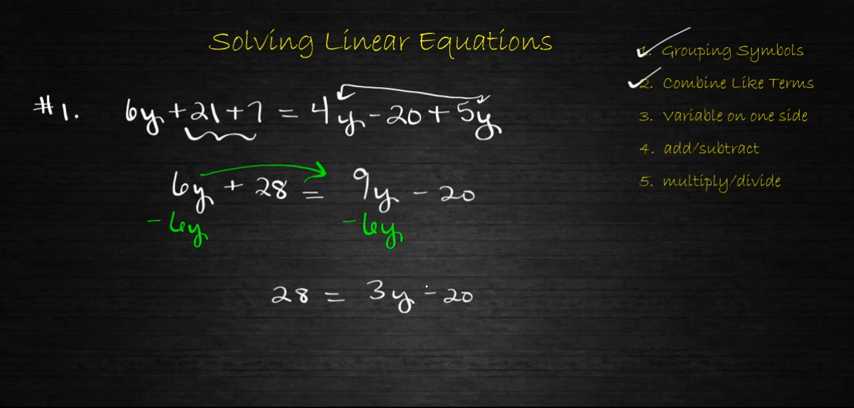 Solving Linear Equations
#1. 6y + 21 + 7 = 4y - 20 + 5y
6y + 28 = 9y - 20
-6y -6y
28 = 3y - 20
1. Grouping Symbols
2. Combine Like Terms
3. Variable on one side
4. add/subtract
5. multiply/divide